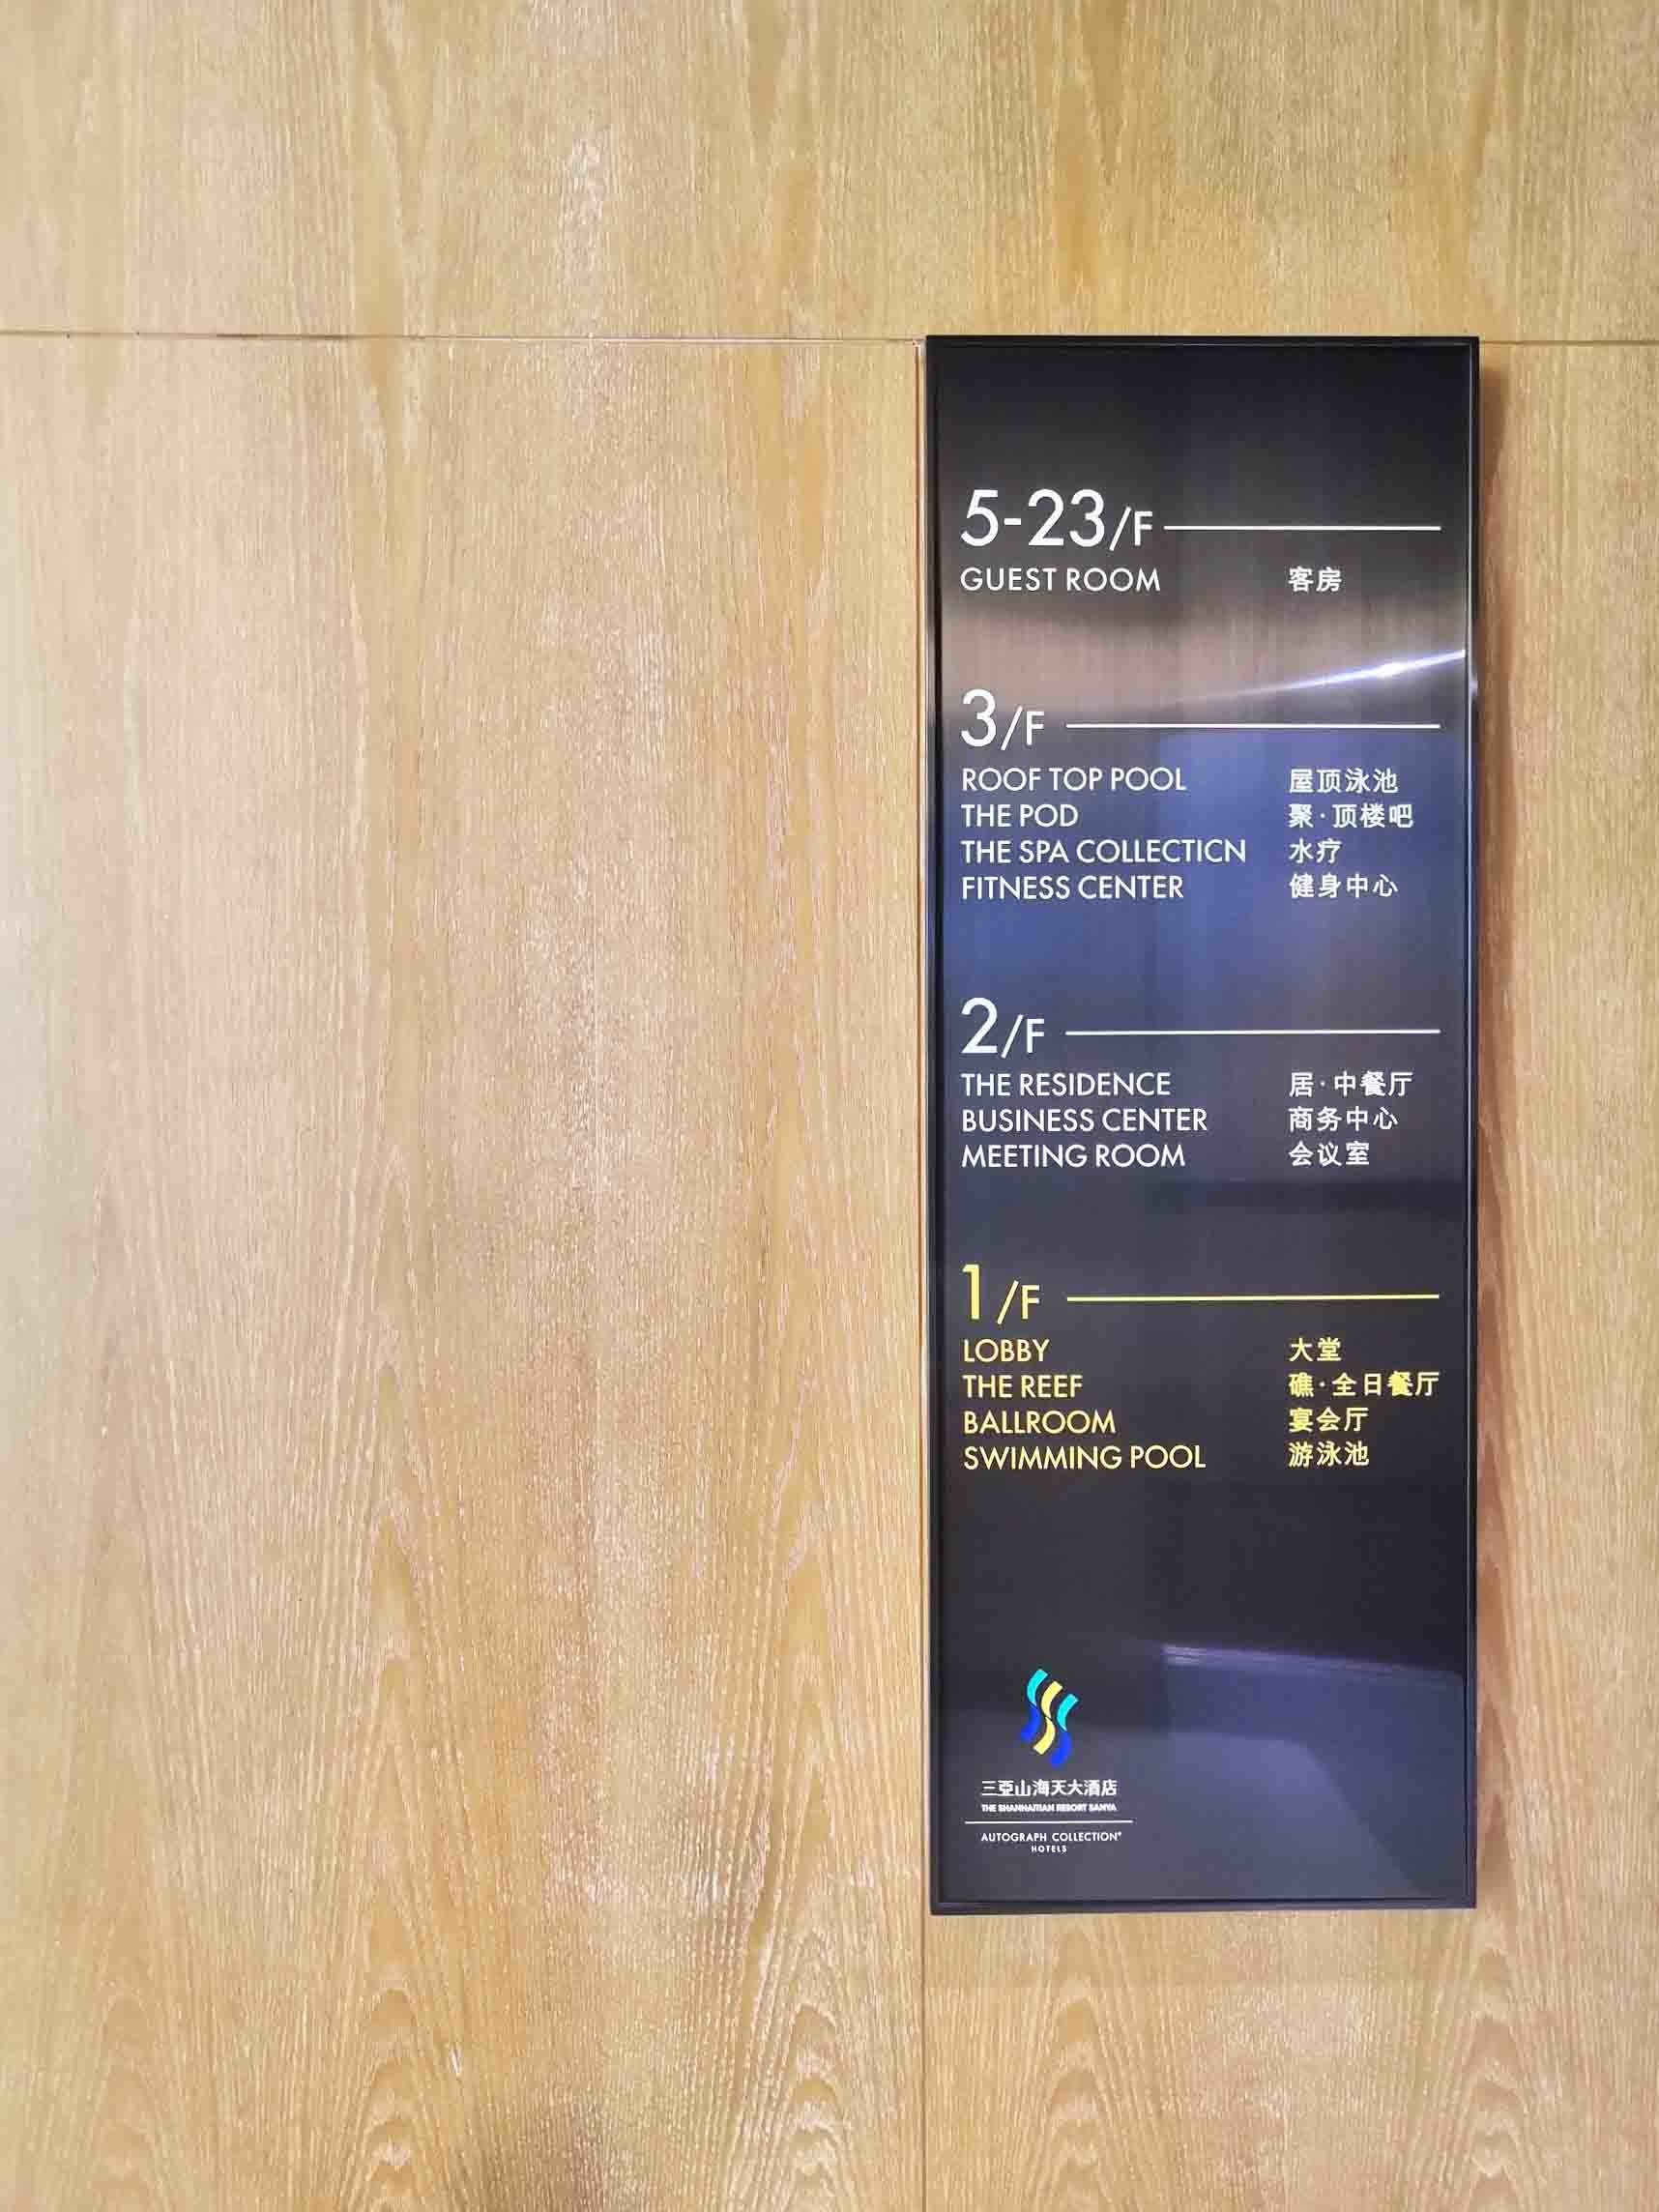 5-23/F
GUEST ROOM 客房
3/F
ROOF TOP POOL 屋顶泳池
THE POD 聚·顶楼吧
THE SPA COLLECTICN 水疗
FITNESS CENTER 健身中心
2/F
THE RESIDENCE 居·中餐厅
BUSINESS CENTER 商务中心
MEETING ROOM 会议室
1/F
LOBBY 大堂
THE REEF 礁·全日餐厅
BALLROOM 宴会厅
SWIMMING POOL 游泳池
三亞山海天大酒店
THE SHANHAITIAN RESORT SANYA
AUTOGRAPH COLLECTION®
HOTELS